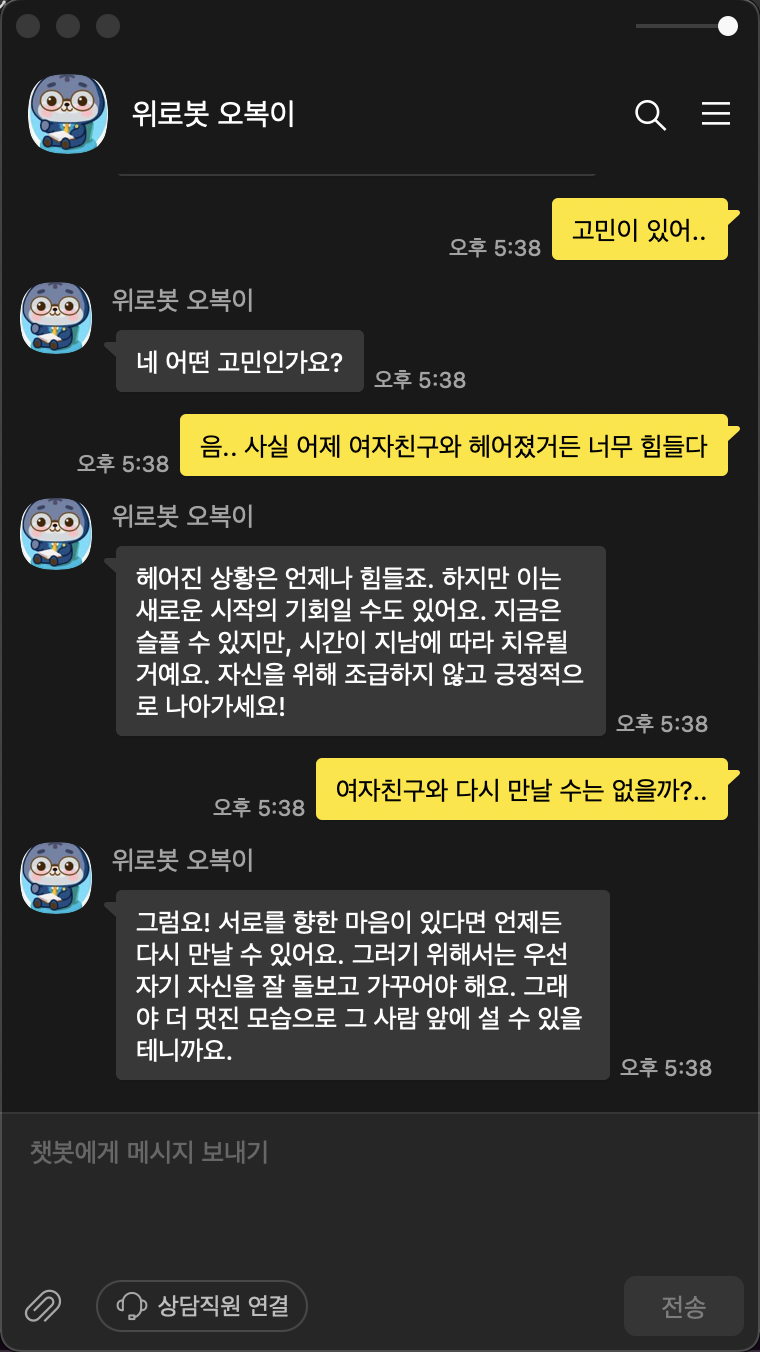 위로봇 오복이
고민이 있어..
오후 5:38
위로봇 오복이
네 어떤 고민인가요?
오후 5:38
음.. 사실 어제 여자친구와 헤어졌거든 너무 힘들다
오후 5:38
위로봇 오복이
헤어진 상황은 언제나 힘들죠. 하지만 이는
새로운 시작의 기회일 수도 있어요. 지금은
슬플 수 있지만, 시간이 지남에 따라 치유될
거예요. 자신을 위해 조급하지 않고 긍정적으
로 나아가세요!
오후 5:38
여자친구와 다시 만날 수는 없을까?..
오후 5:38
위로봇 오복이
그럼요! 서로를 향한 마음이 있다면 언제든
다시 만날 수 있어요. 그러기 위해서는 우선
자기 자신을 잘 돌보고 가꾸어야 해요. 그래
야 더 멋진 모습으로 그 사람 앞에 설 수 있을
테니까요.
오후 5:38
챗봇에게 메시지 보내기
상담직원 연결
전송